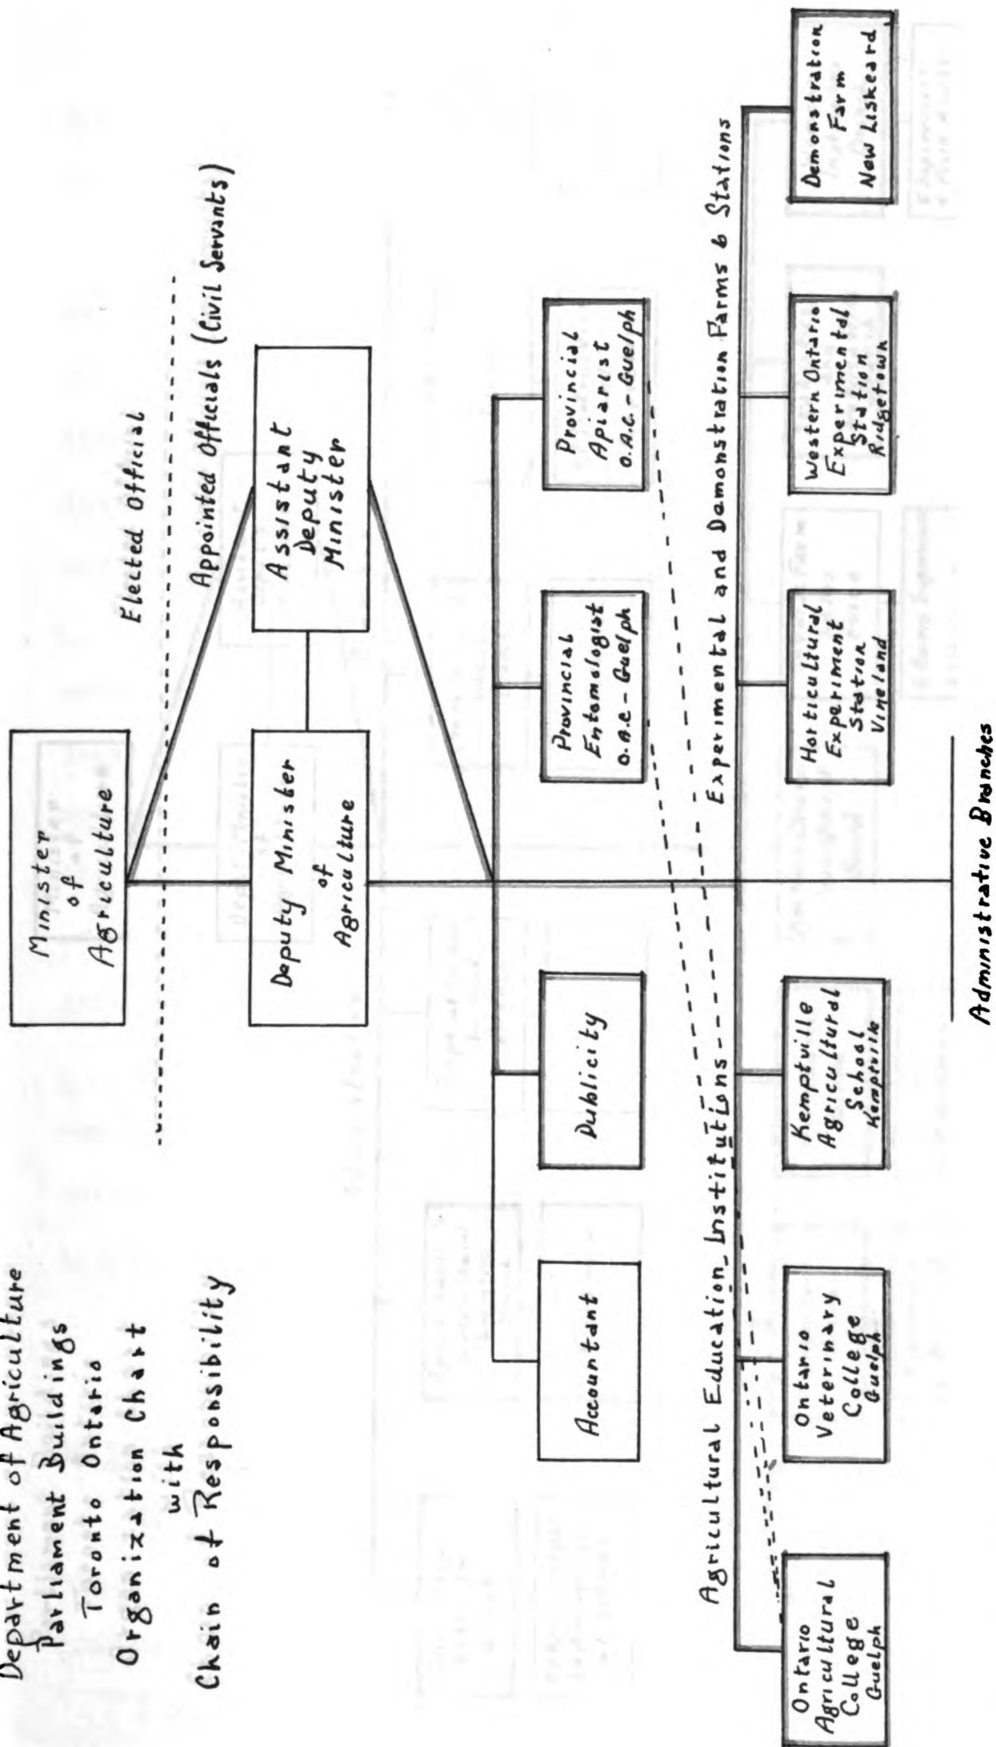 Department of Agriculture
Parliament Buildings
Toronto Ontario
Organization Chart
with
Chain of Responsibility
Minister
of
Agriculture
Elected Official
Appointed Officials (Civil Servants)
Deputy Minister
of
Agriculture
Assistant
Deputy
Minister
Accountant
Publicity
Provincial
Entomologist
O.A.C - Guelph
Provincial
Apiarist
O.A.C. - Guelph
Agricultural Education Institutions
Experimental and Demonstration Farms & Stations
Ontario
Agricultural
College
Guelph
Ontario
Veterinary
College
Guelph
Kemptville
Agricultural
School
Kemptville
Horticultural
Experiment
Station
Vineland
Western Ontario
Experimental
Station
Ridgetown
Demonstration
Farm
New Liskeard
Administrative Branches